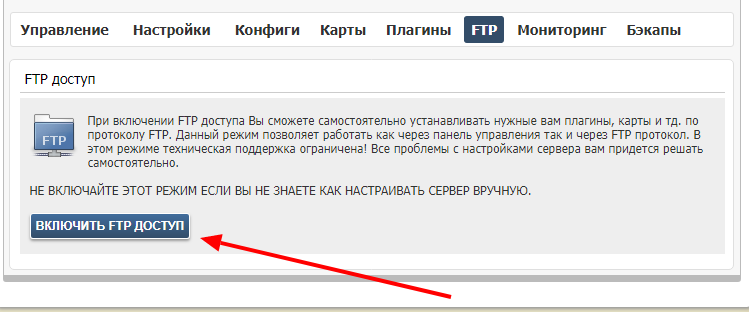 Управление Настройки Конфиги Карты Плагины FTP Мониторинг Бэкапы
FTP доступ
FTP
При включении FTP доступа Вы сможете самостоятельно устанавливать нужные вам плагины, карты и тд. по
протоколу FTP. Данный режим позволяет работать как через панель управления так и через FTP протокол. В
этом режиме техническая поддержка ограничена! Все проблемы с настройками сервера вам придется решать
самостоятельно.
НЕ ВКЛЮЧАЙТЕ ЭТОТ РЕЖИМ ЕСЛИ ВЫ НЕ ЗНАЕТЕ КАК НАСТРАИВАТЬ СЕРВЕР ВРУЧНУЮ.
ВКЛЮЧИТЬ FTP ДОСТУП